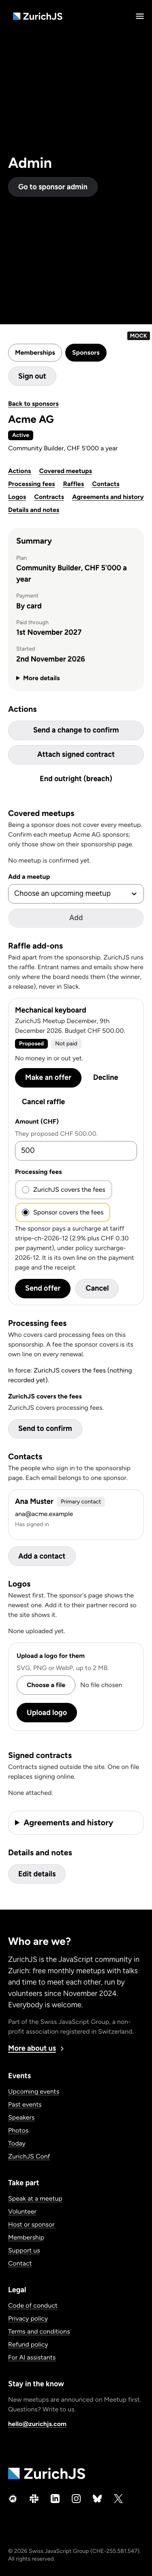 ZurichJS
Admin
Go to sponsor admin
MOCK
Memberships
Sponsors
Sign out
Back to sponsors
Acme AG
Active
Community Builder, CHF 5'000 a year
Actions
Covered meetups
Processing fees
Raffles
Contacts
Logos
Contracts
Agreements and history
Details and notes
Summary
Plan
Community Builder, CHF 5'000 a
year
Payment
By card
Paid through
1st November 2027
Started
2nd November 2026
More details
Actions
Send a change to confirm
Attach signed contract
End outright (breach)
Covered meetups
Being a sponsor does not cover every meetup.
Confirm each meetup Acme AG sponsors;
only these show on their sponsorship page.
No meetup is confirmed yet.
Add a meetup
Choose an upcoming meetup
Add
Raffle add-ons
Paid apart from the sponsorship. ZurichJS runs
the raffle. Entrant names and emails show here
only where the board needs them (the winner,
a release), never in Slack.
Mechanical keyboard
ZurichJS Meetup December, 9th
December 2026. Budget CHF 500.00.
Proposed
Not paid
No money in or out yet.
Make an offer
Decline
Cancel raffle
Amount (CHF)
They proposed CHF 500.00.
500
Processing fees
ZurichJS covers the fees
Sponsor covers the fees
The sponsor pays a surcharge at tariff
stripe-ch-2026-12 (2.9% plus CHF 0.30
per payment), under policy surcharge-
2026-12. It is its own line on the payment
page and the receipt.
Send offer
Cancel
Processing fees
Who covers card processing fees on this
sponsorship. A fee the sponsor covers is its
own line on every renewal.
In force: ZurichJS covers the fees (nothing
recorded yet).
ZurichJS covers the fees
ZurichJS covers processing fees.
Send to confirm
Contacts
The people who sign in to the sponsorship
page. Each email belongs to one sponsor.
Ana Muster
Primary contact
ana@acme.example
Has signed in
Add a contact
Logos
Newest first. The sponsor's page shows the
newest one. Add it to their partner record so
the site shows it.
None uploaded yet.
Upload a logo for them
SVG, PNG or WebP, up to 2 MB.
Choose a file
No file chosen
Upload logo
Signed contracts
Contracts signed outside the site. One on file
replaces signing online.
None attached.
Agreements and history
Details and notes
Edit details
Who are we?
ZurichJS is the JavaScript community in
Zurich: free monthly meetups with talks
and time to meet each other, run by
volunteers since November 2024.
Everybody is welcome.
Part of the Swiss JavaScript Group, a non-
profit association registered in Switzerland.
More about us
Events
Upcoming events
Past events
Speakers
Photos
Today
ZurichJS Conf
Take part
Speak at a meetup
Volunteer
Host or sponsor
Membership
Support us
Contact
Legal
Code of conduct
Privacy policy
Terms and conditions
Refund policy
For AI assistants
Stay in the know
New meetups are announced on Meetup first.
Questions? Write to us.
hello@zurichjs.com
ZurichJS
© 2026 Swiss JavaScript Group (CHE-255.581.547).
All rights reserved.